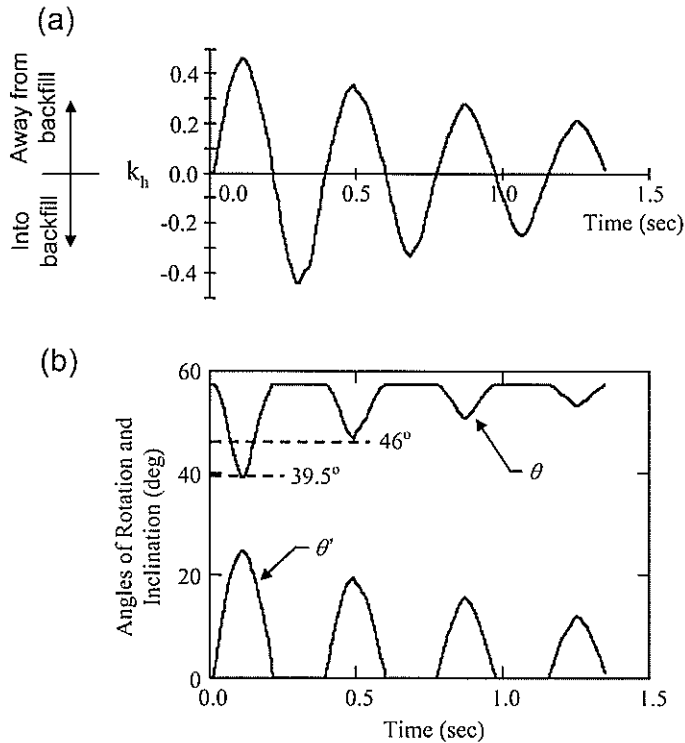 (a)
Away from
backfill
Into
backfill
k_h
0.4
0.2
0.0
-0.2
-0.4
0.0
0.5
1.0
1.5
Time (sec)
(b)
Angles of Rotation and
Inclination (deg)
60
40
20
0
46°
39.5°
θ
θ'
0.0
0.5
1.0
1.5
Time (sec)